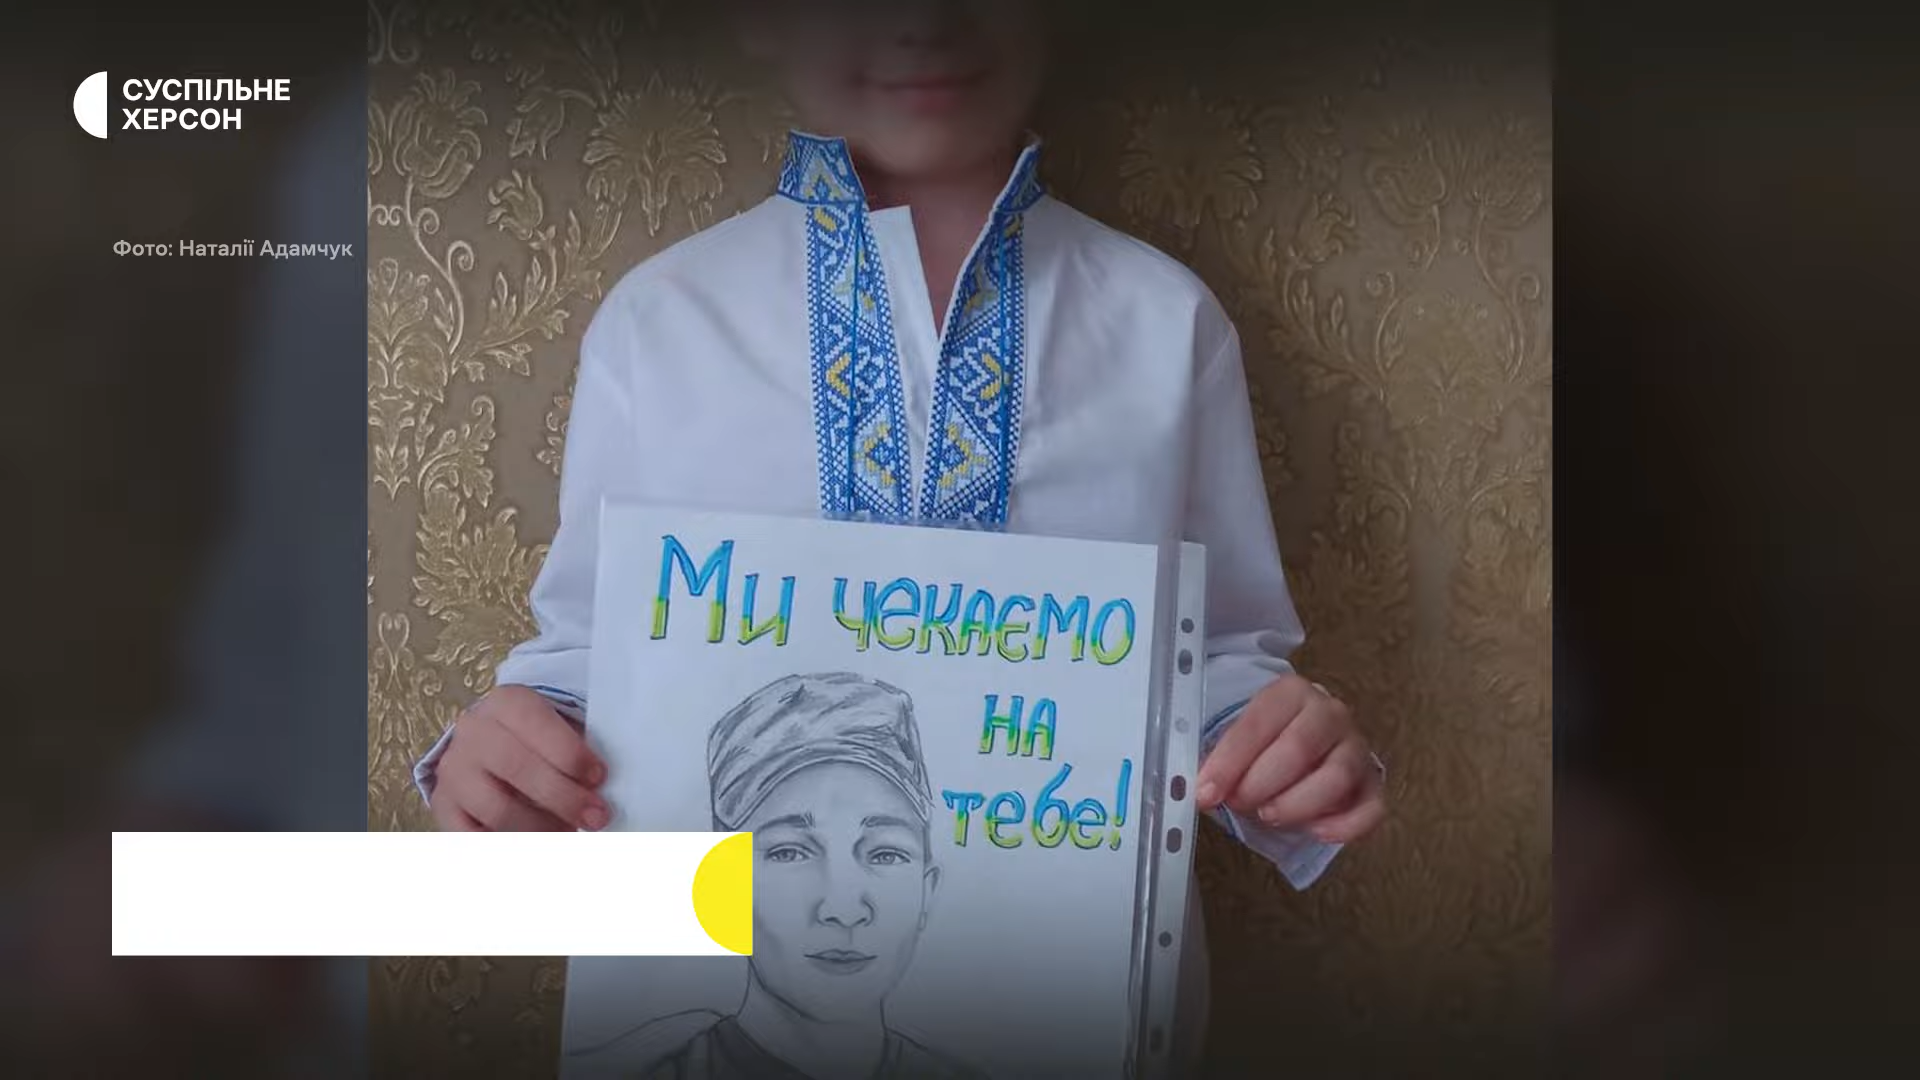 СУСПІЛЬНЕ
ХЕРСОН
Фото: Наталії Адамчук
Ми чекаємо
на
тебе!